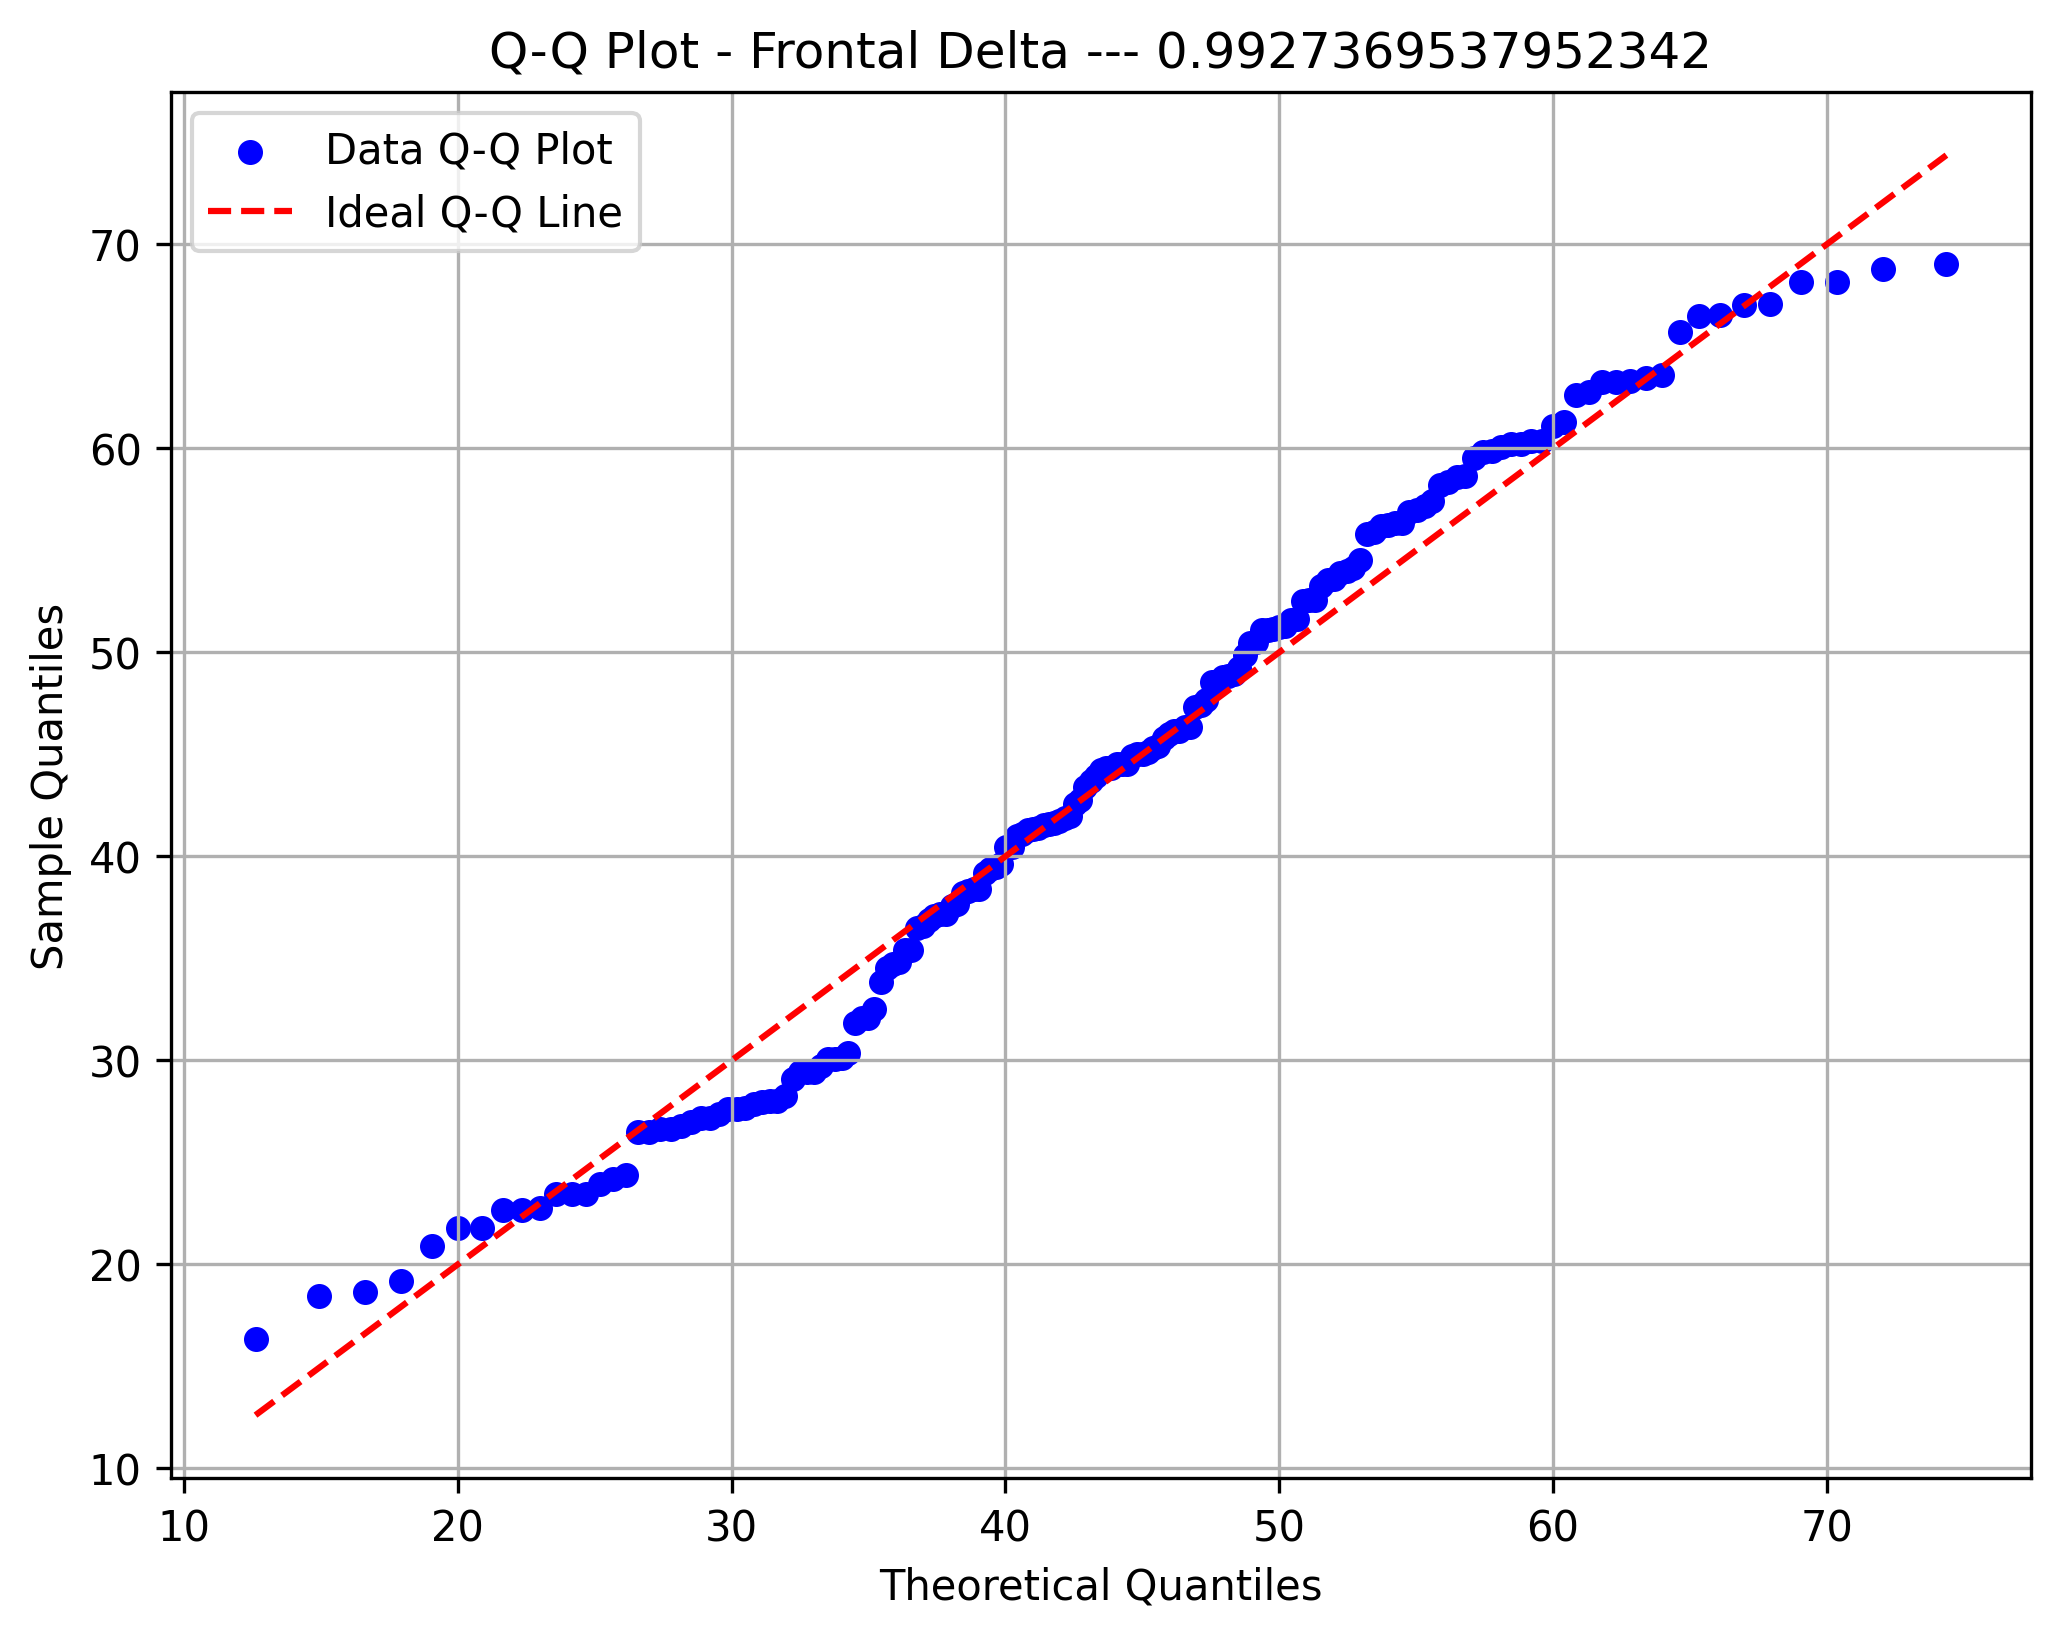 Q-Q Plot - Frontal Delta --- 0.9927369537952342
Data Q-Q Plot
Ideal Q-Q Line
70
60
50
40
30
20
10
Sample Quantiles
10 20 30 40 50 60 70
Theoretical Quantiles